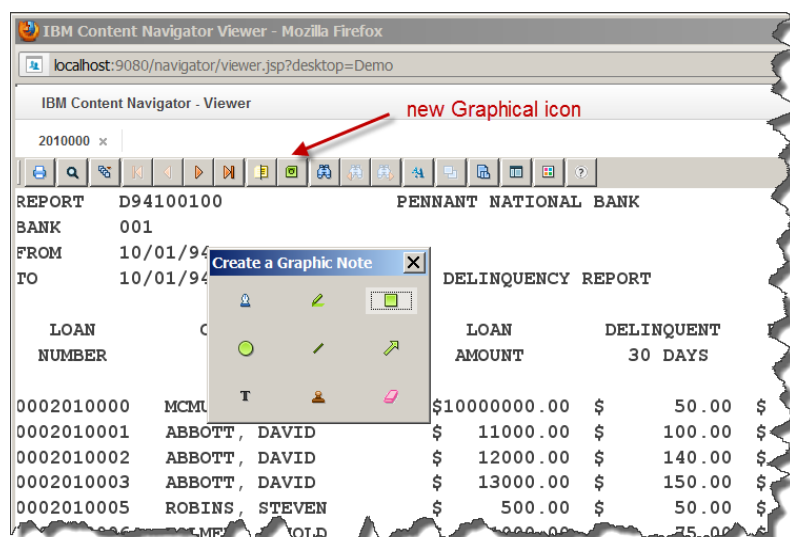 IBM Content Navigator Viewer - Mozilla Firefox
localhost:9080/navigator/viewer.jsp?desktop=Demo
IBM Content Navigator - Viewer
new Graphical icon
2010000 ×
REPORT D94100100 PENNANT NATIONAL BANK
BANK 001
FROM 10/01/94
TO 10/01/94 DELINQUENCY REPORT
Create a Graphic Note X
LOAN LOAN DELINQUENT
NUMBER AMOUNT 30 DAYS
T
0002010000 $10000000.00 $ 50.00 $
0002010001 ABBOTT, DAVID $ 11000.00 $ 100.00 $
0002010002 ABBOTT, DAVID $ 12000.00 $ 140.00 $
0002010003 ABBOTT, DAVID $ 13000.00 $ 150.00 $
0002010005 ROBINS, STEVEN $ 500.00 $ 50.00 $